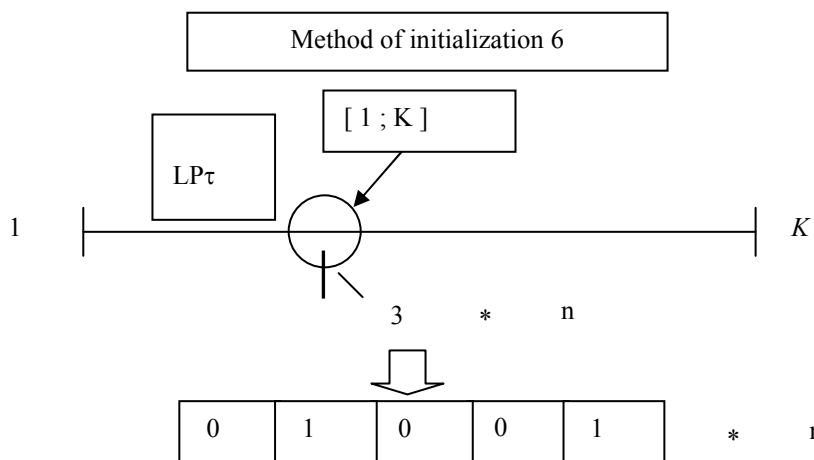 Method of initialization 6
[ 1 ; K ]
LPτ
1 K
3 * n
0 1 0 0 1 *